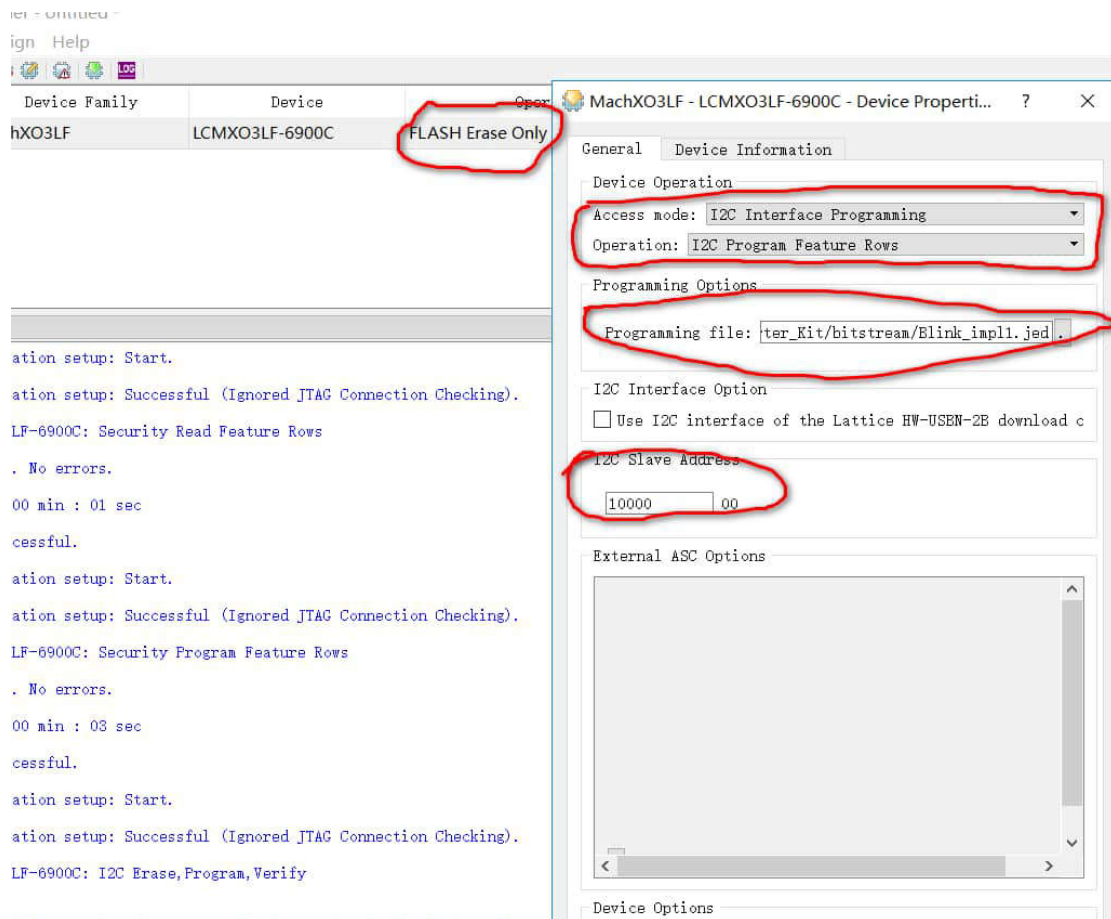 ign Help
LOG
Device Family Device Oper
hXO3LF LCMXO3LF-6900C FLASH Erase Only
ation setup: Start.
ation setup: Successful (Ignored JTAG Connection Checking).
LF-6900C: Security Read Feature Rows
. No errors.
00 min : 01 sec
cessful.
ation setup: Start.
ation setup: Successful (Ignored JTAG Connection Checking).
LF-6900C: Security Program Feature Rows
. No errors.
00 min : 03 sec
cessful.
ation setup: Start.
ation setup: Successful (Ignored JTAG Connection Checking).
LF-6900C: I2C Erase,Program,Verify
MachXO3LF - LCMXO3LF-6900C - Device Properti... ? ×
General Device Information
Device Operation
Access mode: I2C Interface Programming
Operation: I2C Program Feature Rows
Programming Options
Programming file: ter_Kit/bitstream/Blink_impl1.jed .
I2C Interface Option
Use I2C interface of the Lattice HW-USBN-2B download c
I2C Slave Address
10000 00
External ASC Options
Device Options